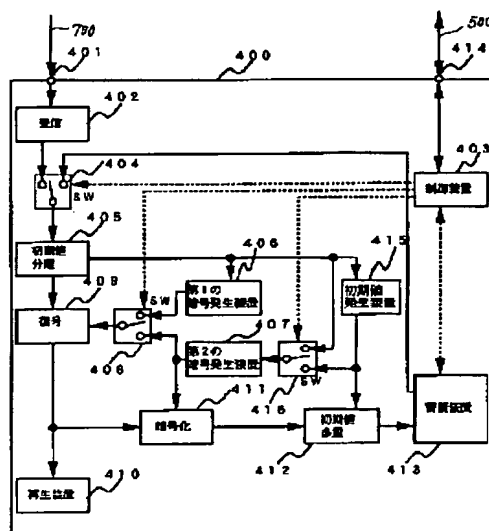 700
500
401
400
414
402
受信
403
404
制御装置
SW
405
初期値
分離
406
415
409
第1の
暗号発生装置
初期値
発生装置
復号
SW
407
第2の
暗号発生装置
408
411
416
SW
暗号化
初期値
多重
蓄積装置
410
412
413
再生装置